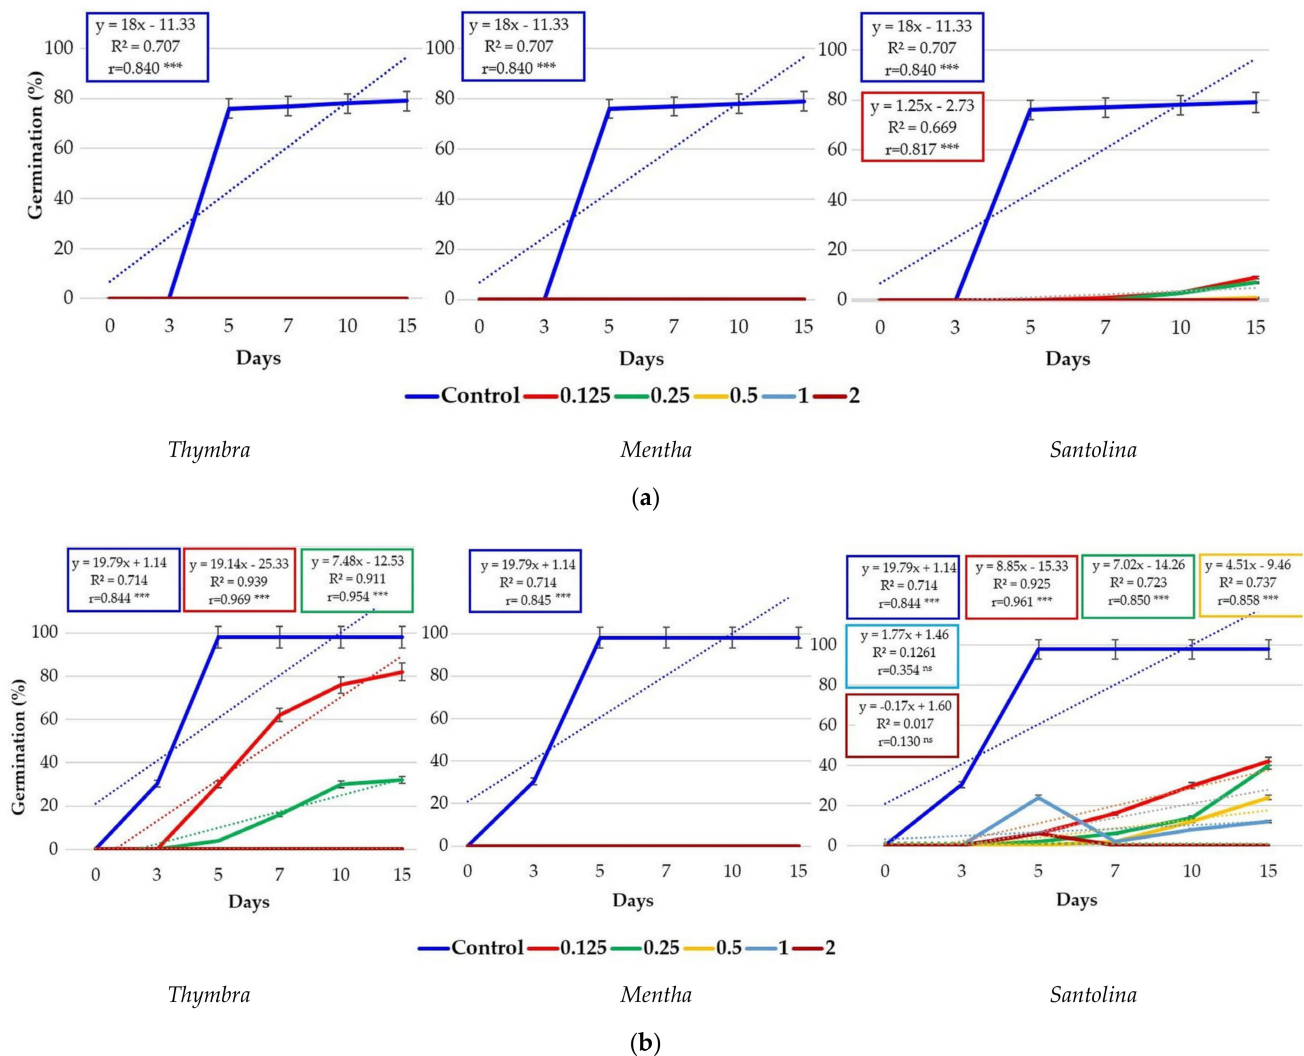 y = 18x - 11.33
R² = 0.707
r=0.840 ***
y = 18x - 11.33
R² = 0.707
r=0.840 ***
y = 18x - 11.33
R² = 0.707
r=0.840 ***
y = 1.25x - 2.73
R² = 0.669
r=0.817 ***
Germination (%)
100
80
60
40
20
0
0 3 5 7 10 15
Days
100
80
60
40
20
0
0 3 5 7 10 15
Days
100
80
60
40
20
0
0 3 5 7 10 15
Days
Control 0.125 0.25 0.5 1 2
Thymbra Mentha Santolina
(a)
y = 19.79x + 1.14
R² = 0.714
r=0.844 ***
y = 19.14x - 25.33
R² = 0.939
r=0.969 ***
y = 7.48x - 12.53
R² = 0.911
r=0.954 ***
y = 19.79x + 1.14
R² = 0.714
r= 0.845 ***
y = 19.79x + 1.14
R² = 0.714
r=0.844 ***
y = 8.85x - 15.33
R² = 0.925
r=0.961 ***
y = 7.02x - 14.26
R² = 0.723
r=0.850 ***
y = 4.51x - 9.46
R² = 0.737
r=0.858 ***
y = 1.77x + 1.46
R² = 0.1261
r=0.354 ns
y = -0.17x + 1.60
R² = 0.017
r=0.130 ns
Germination (%)
100
80
60
40
20
0
0 3 5 7 10 15
Days
100
80
60
40
20
0
0 3 5 7 10 15
Days
100
80
60
40
20
0
0 3 5 7 10 15
Days
Control 0.125 0.25 0.5 1 2
Thymbra Mentha Santolina
(b)